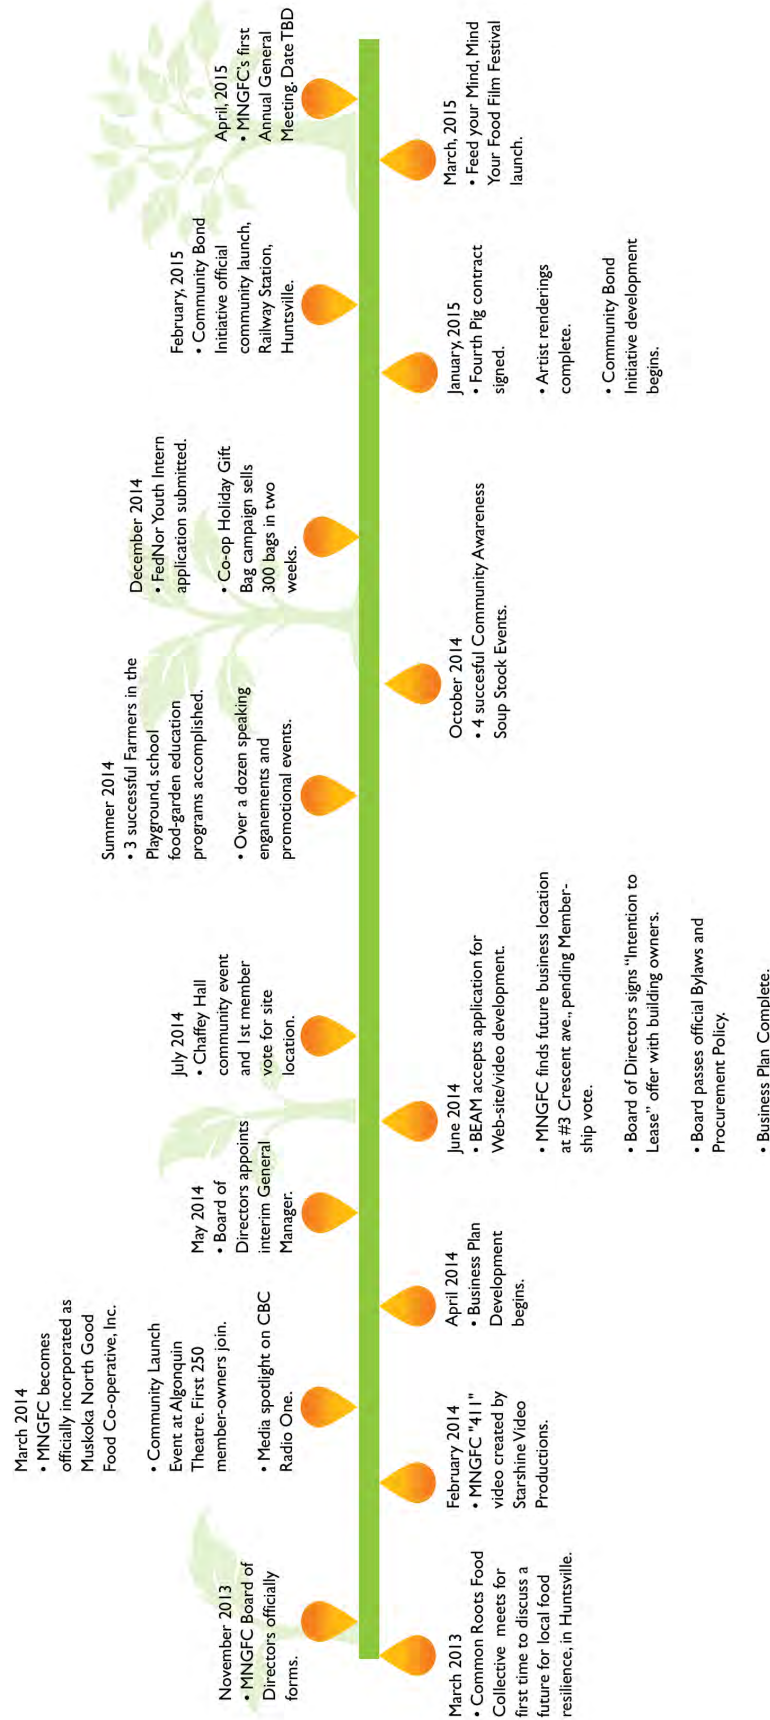 March 2013
• Common Roots Food
Collective meets for
first time to discuss a
future for local food
resilience, in Huntsville.
November 2013
• MNGFC Board of
Directors officially
forms.
February 2014
• MNGFC "411"
video created by
Starshine Video
Productions.
March 2014
• MNGFC becomes
officially incorporated as
Muskoka North Good
Food Co-operative, Inc.
• Community Launch
Event at Algonquin
Theatre. First 250
member-owners join.
• Media spotlight on CBC
Radio One.
April 2014
• Business Plan
Development
begins.
May 2014
• Board of
Directors appoints
interim General
Manager.
June 2014
• BEAM accepts application for
Web-site/video development.
• MNGFC finds future business location
at #3 Crescent ave., pending Member-
ship vote.
• Board of Directors signs “Intention to
Lease” offer with building owners.
• Board passes official Bylaws and
Procurement Policy.
• Business Plan Complete.
July 2014
• Chaffey Hall
community event
and 1st member
vote for site
location.
Summer 2014
• 3 successful Farmers in the
Playground, school
food-garden education
programs accomplished.
• Over a dozen speaking
enganements and
promotional events.
October 2014
• 4 succesful Community Awareness
Soup Stock Events.
December 2014
• FedNor Youth Intern
application submitted.
• Co-op Holiday Gift
Bag campaign sells
300 bags in two
weeks.
January, 2015
• Fourth Pig contract
signed.
• Artist renderings
complete.
• Community Bond
Initiative development
begins.
February, 2015
• Community Bond
Initiative official
community launch,
Railway Station,
Huntsville.
March, 2015
• Feed your Mind, Mind
Your Food Film Festival
launch.
April, 2015
• MNGFC's first
Annual General
Meeting. Date TBD